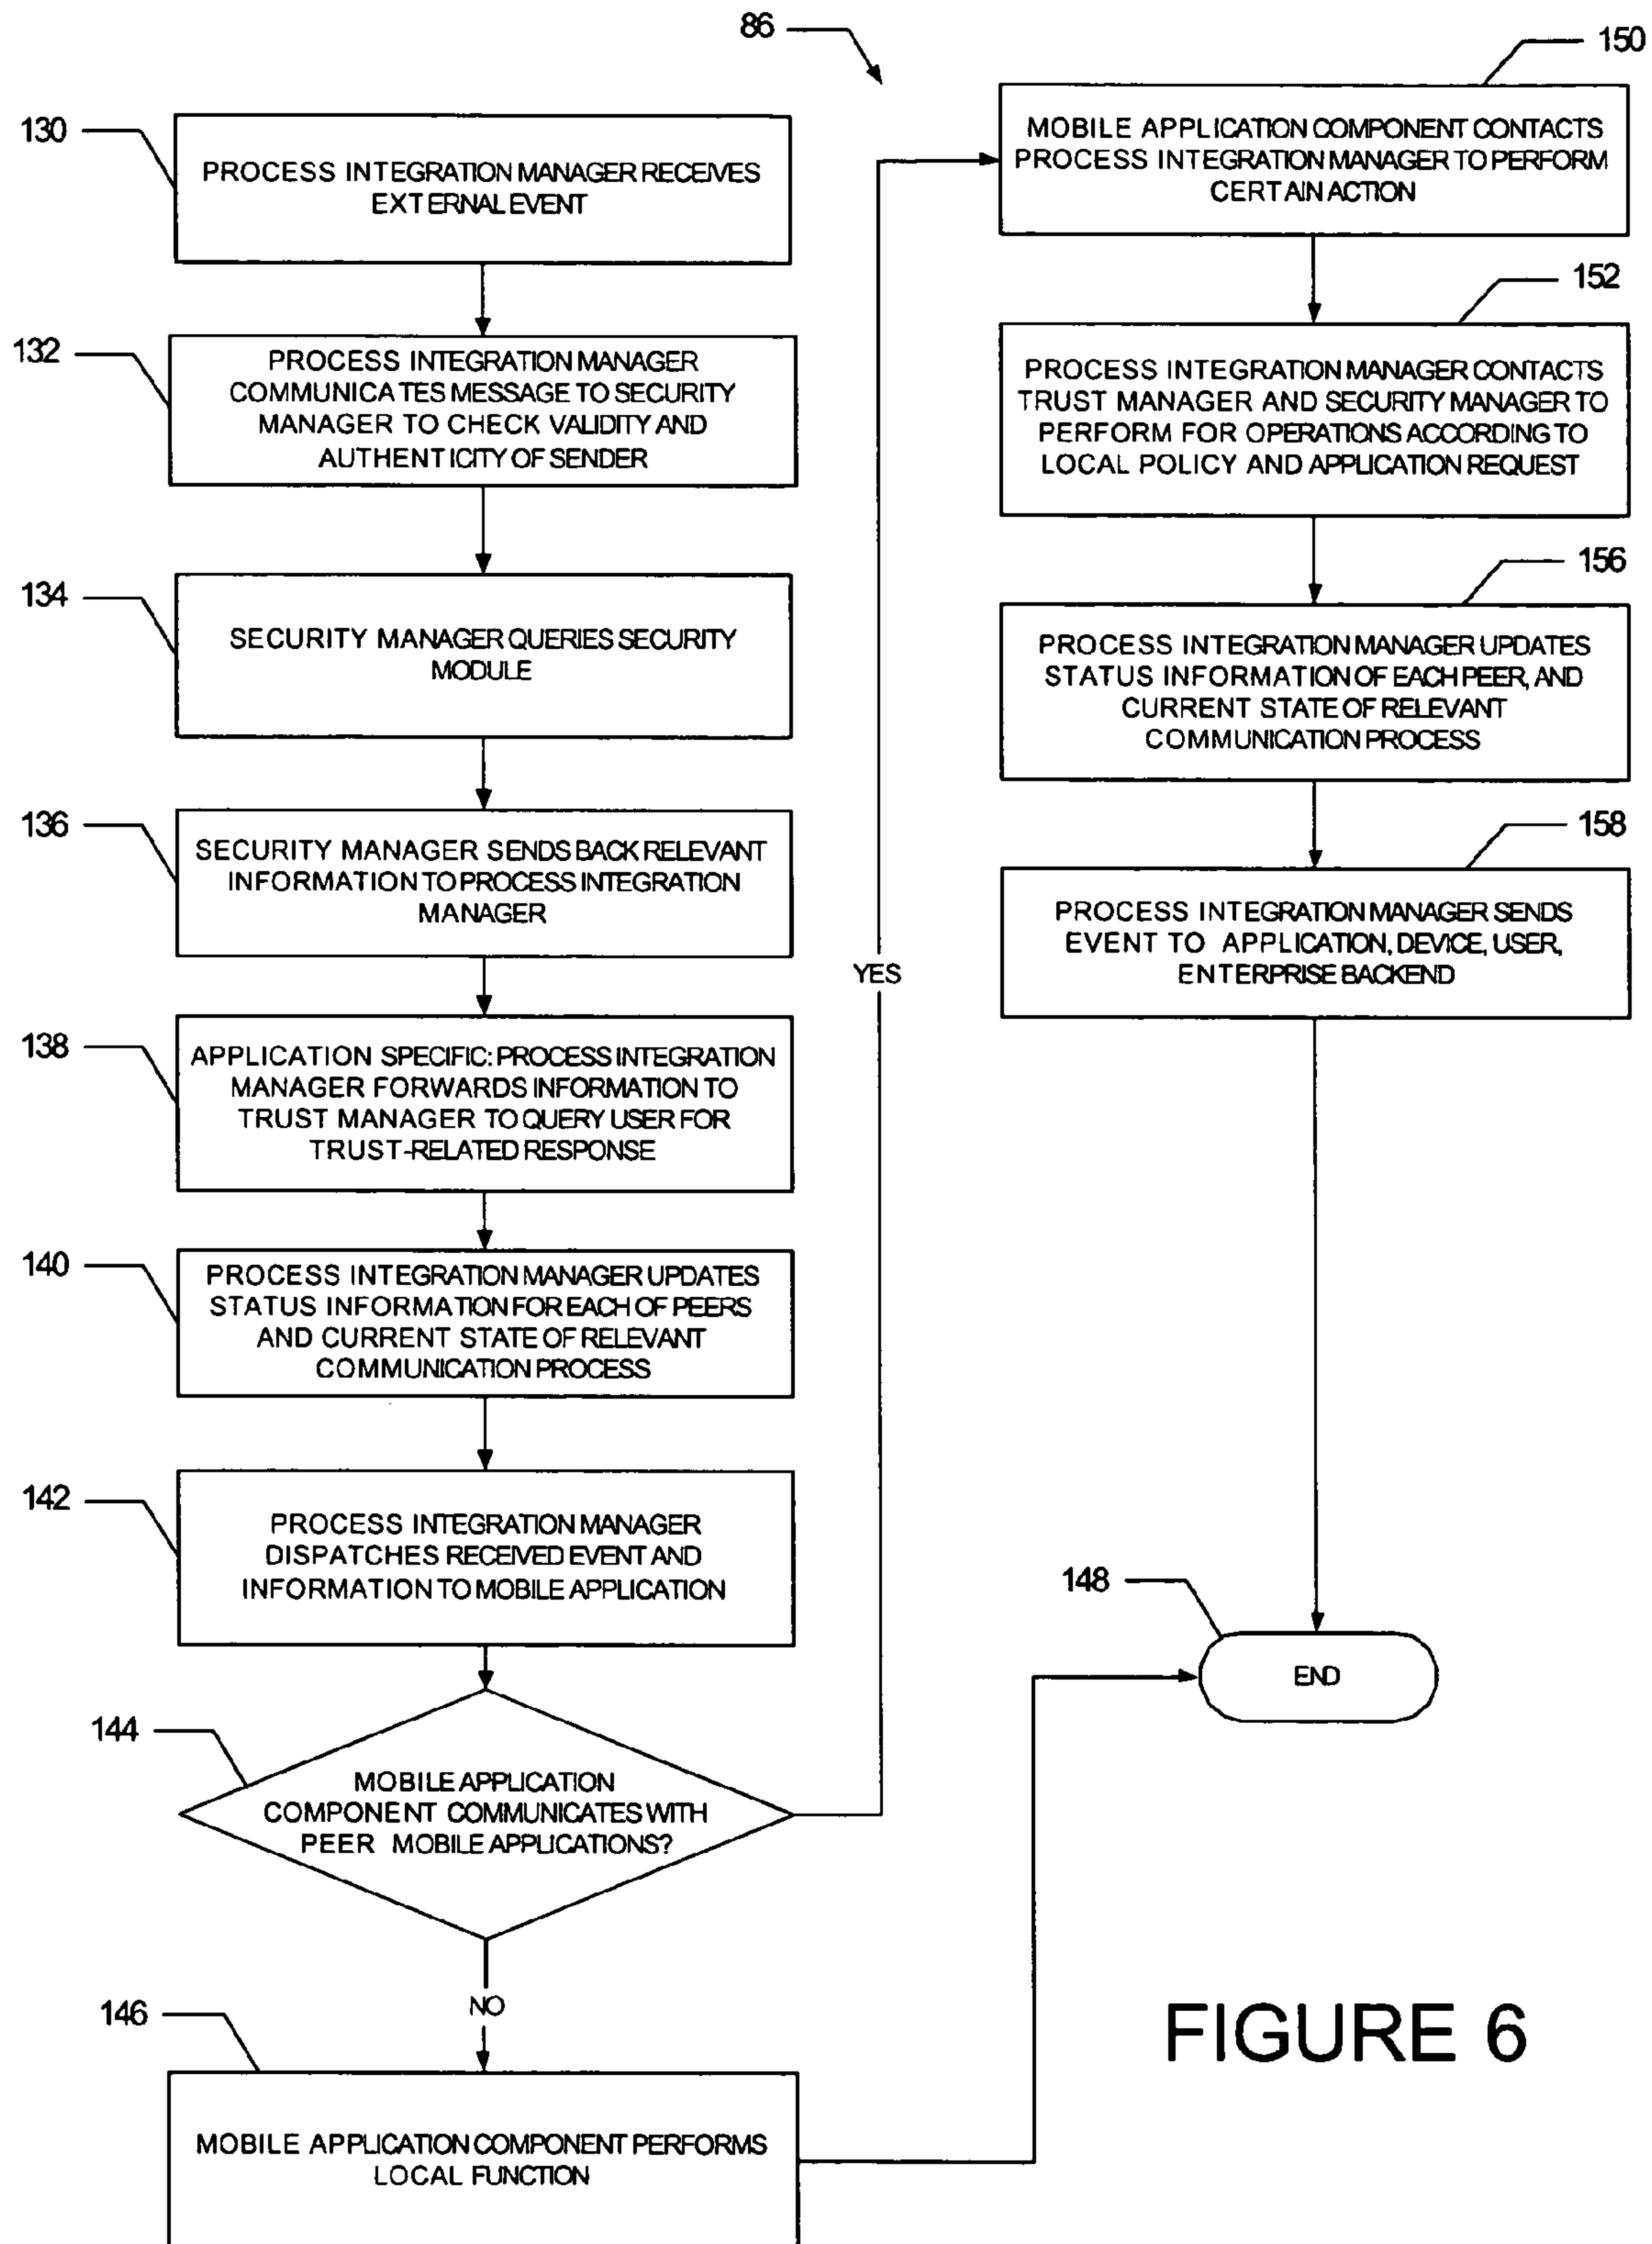 86
130
PROCESS INTEGRATION MANAGER RECEIVES
EXTERNAL EVENT
132
PROCESS INTEGRATION MANAGER
COMMUNICATES MESSAGE TO SECURITY
MANAGER TO CHECK VALIDITY AND
AUTHENTICITY OF SENDER
134
SECURITY MANAGER QUERIES SECURITY
MODULE
136
SECURITY MANAGER SENDS BACK RELEVANT
INFORMATION TO PROCESS INTEGRATION
MANAGER
138
APPLICATION SPECIFIC: PROCESS INTEGRATION
MANAGER FORWARDS INFORMATION TO
TRUST MANAGER TO QUERY USER FOR
TRUST-RELATED RESPONSE
140
PROCESS INTEGRATION MANAGER UPDATES
STATUS INFORMATION FOR EACH OF PEERS
AND CURRENT STATE OF RELEVANT
COMMUNICATION PROCESS
142
PROCESS INTEGRATION MANAGER
DISPATCHES RECEIVED EVENT AND
INFORMATION TO MOBILE APPLICATION
144
MOBILE APPLICATION
COMPONENT COMMUNICATES WITH
PEER MOBILE APPLICATIONS?
NO
146
MOBILE APPLICATION COMPONENT PERFORMS
LOCAL FUNCTION
YES
150
MOBILE APPLICATION COMPONENT CONTACTS
PROCESS INTEGRATION MANAGER TO PERFORM
CERTAIN ACTION
152
PROCESS INTEGRATION MANAGER CONTACTS
TRUST MANAGER AND SECURITY MANAGER TO
PERFORM FOR OPERATIONS ACCORDING TO
LOCAL POLICY AND APPLICATION REQUEST
156
PROCESS INTEGRATION MANAGER UPDATES
STATUS INFORMATION OF EACH PEER, AND
CURRENT STATE OF RELEVANT
COMMUNICATION PROCESS
158
PROCESS INTEGRATION MANAGER SENDS
EVENT TO APPLICATION, DEVICE, USER,
ENTERPRISE BACKEND
148
END
FIGURE 6